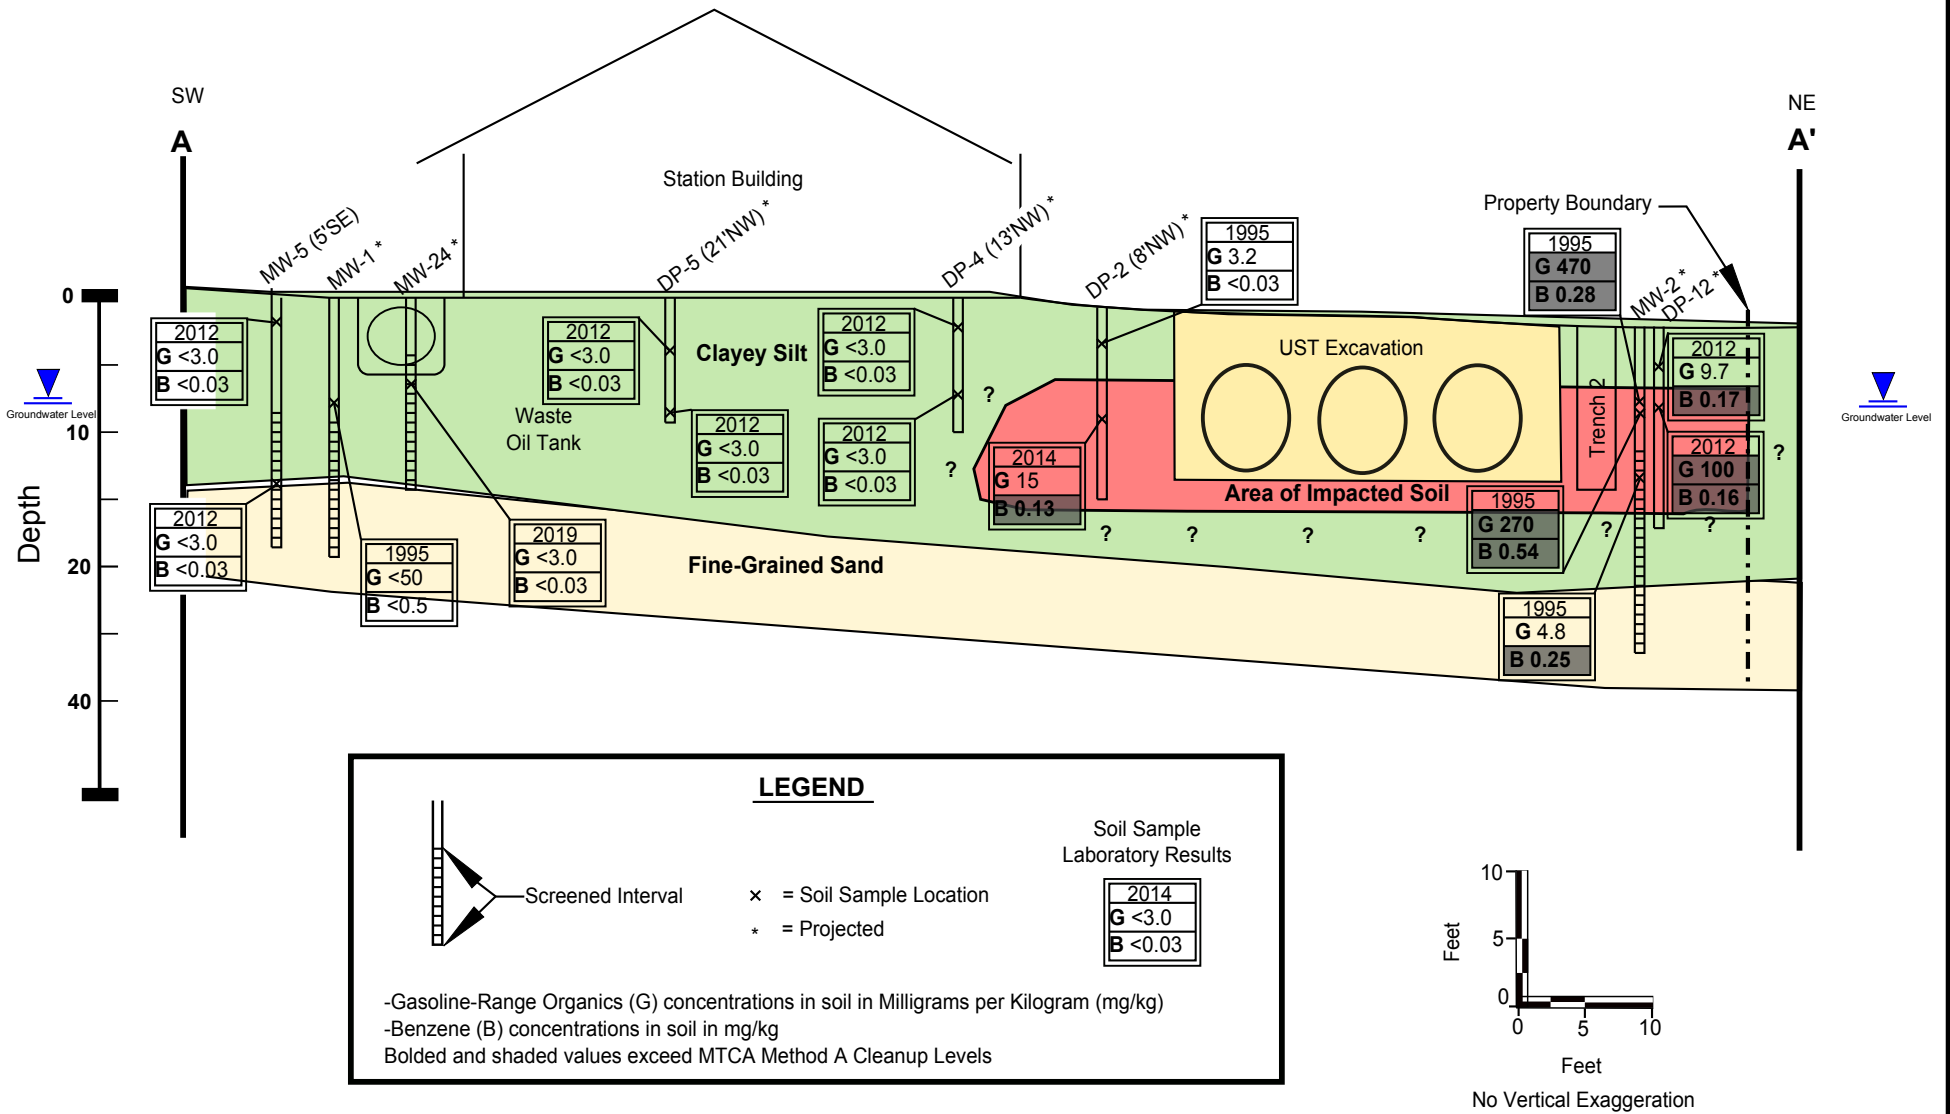 SW
A
NE
A'
Station Building
Property Boundary
MW-5 (5'SE)
MW-1 *
MW-24 *
DP-5 (21'NW) *
DP-4 (13'NW) *
DP-2 (8'NW) *
MW-2 *
DP-12 *
1995
G 3.2
B <0.03
1995
G 470
B 0.28
0
10
20
40
Depth
Groundwater Level
Groundwater Level
2012
G <3.0
B <0.03
2012
G <3.0
B <0.03
Clayey Silt
2012
G <3.0
B <0.03
UST Excavation
2012
G 9.7
B 0.17
Waste
Oil Tank
2012
G <3.0
B <0.03
2012
G <3.0
B <0.03
?
?
2014
G 15
B 0.13
Trench 2
2012
G 100
B 0.16
?
Area of Impacted Soil
1995
G 270
B 0.54
? ? ? ? ? ?
2012
G <3.0
B <0.03
1995
G <50
B <0.5
2019
G <3.0
B <0.03
Fine-Grained Sand
1995
G 4.8
B 0.25
LEGEND
Screened Interval
× = Soil Sample Location
* = Projected
Soil Sample
Laboratory Results
2014
G <3.0
B <0.03
-Gasoline-Range Organics (G) concentrations in soil in Milligrams per Kilogram (mg/kg)
-Benzene (B) concentrations in soil in mg/kg
Bolded and shaded values exceed MTCA Method A Cleanup Levels
10
5
0
Feet
0 5 10
Feet
No Vertical Exaggeration